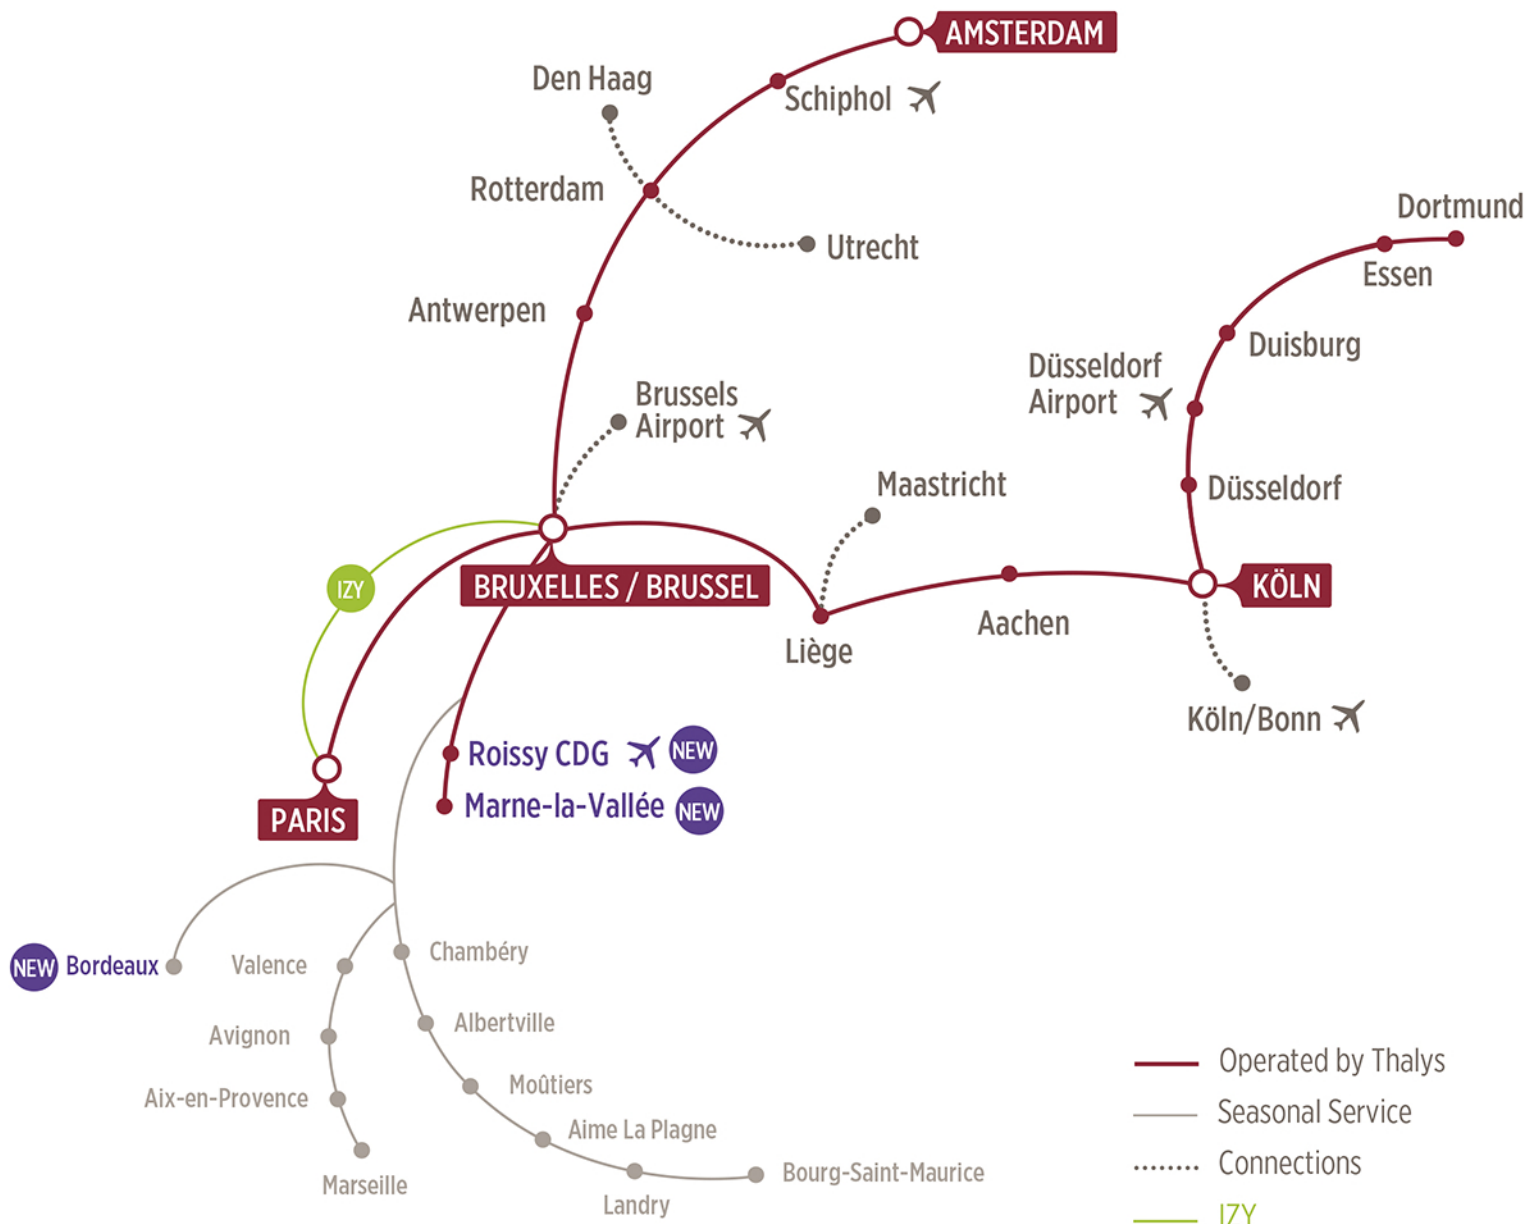 AMSTERDAM
Den Haag
Schiphol
Rotterdam
Dortmund
Utrecht
Essen
Antwerpen
Duisburg
Düsseldorf
Airport
Brussels
Airport
Maastricht
Düsseldorf
IZY
BRUXELLES / BRUSSEL
KÖLN
Aachen
Liège
Köln/Bonn
Roissy CDG NEW
Marne-la-Vallée NEW
PARIS
NEW Bordeaux
Valence
Chambéry
Avignon
Albertville
Aix-en-Provence
Moûtiers
Aime La Plagne
Marseille
Bourg-Saint-Maurice
Landry
Operated by Thalys
Seasonal Service
Connections
IZY